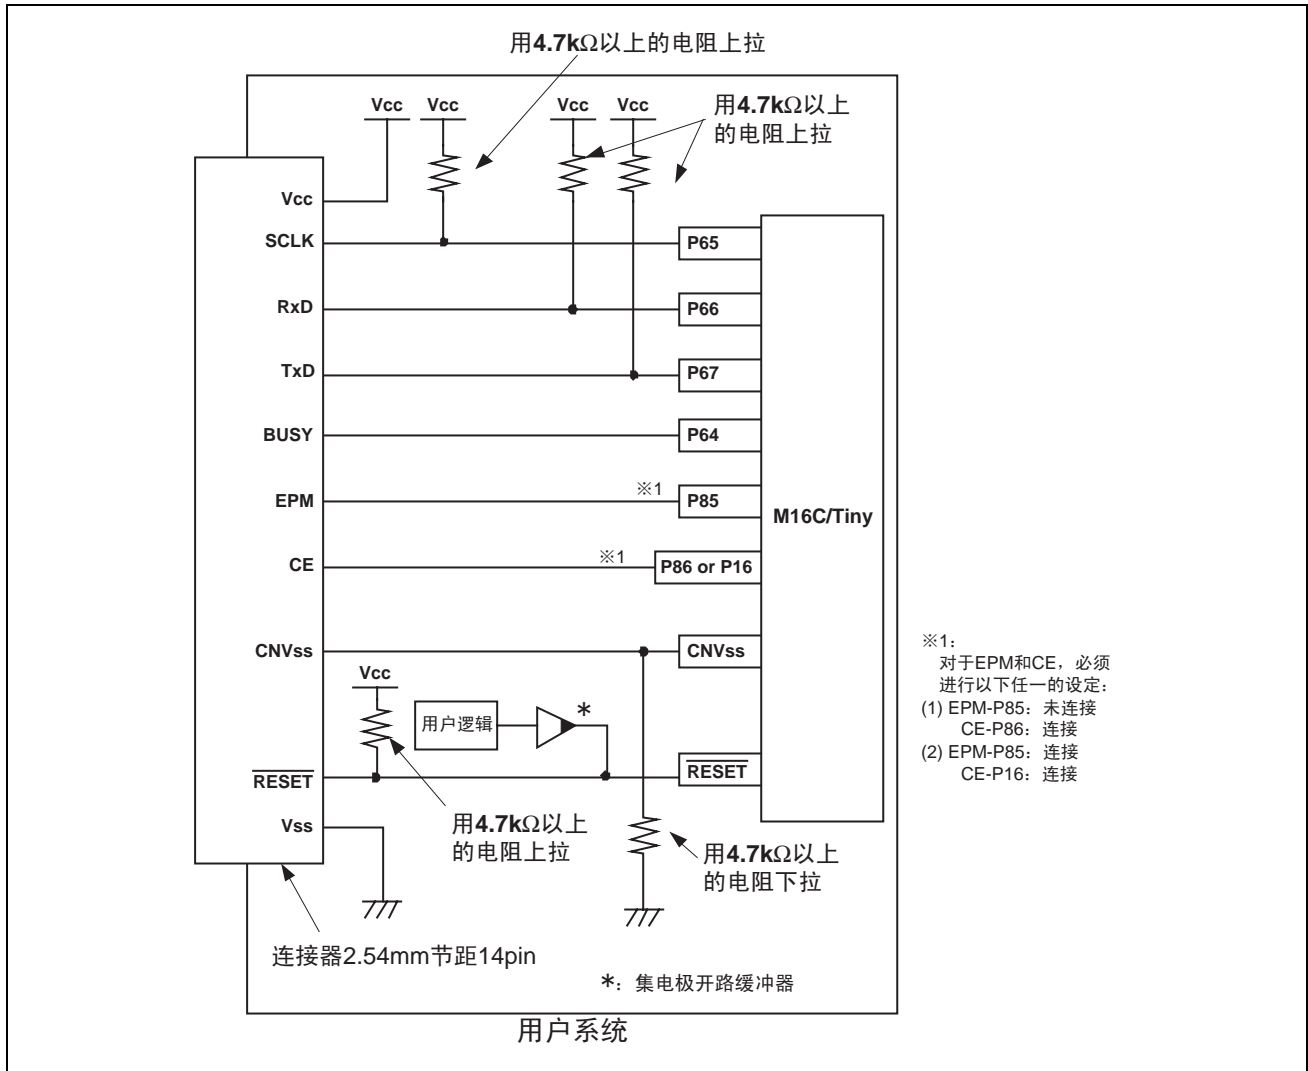 用4.7kΩ以上的电阻上拉
Vcc
Vcc
Vcc
Vcc
用4.7kΩ以上
的电阻上拉
Vcc
SCLK
P65
RxD
P66
TxD
P67
BUSY
P64
EPM
※1
P85
M16C/Tiny
CE
※1
P86 or P16
CNVss
CNVss
※1：
对于EPM和CE，必须
进行以下任一的设定：
(1) EPM-P85：未连接
CE-P86：连接
(2) EPM-P85：连接
CE-P16：连接
Vcc
用户逻辑
*
RESET
RESET
Vss
用4.7kΩ以上
的电阻上拉
用4.7kΩ以上
的电阻下拉
连接器2.54mm节距14pin
*：集电极开路缓冲器
用户系统